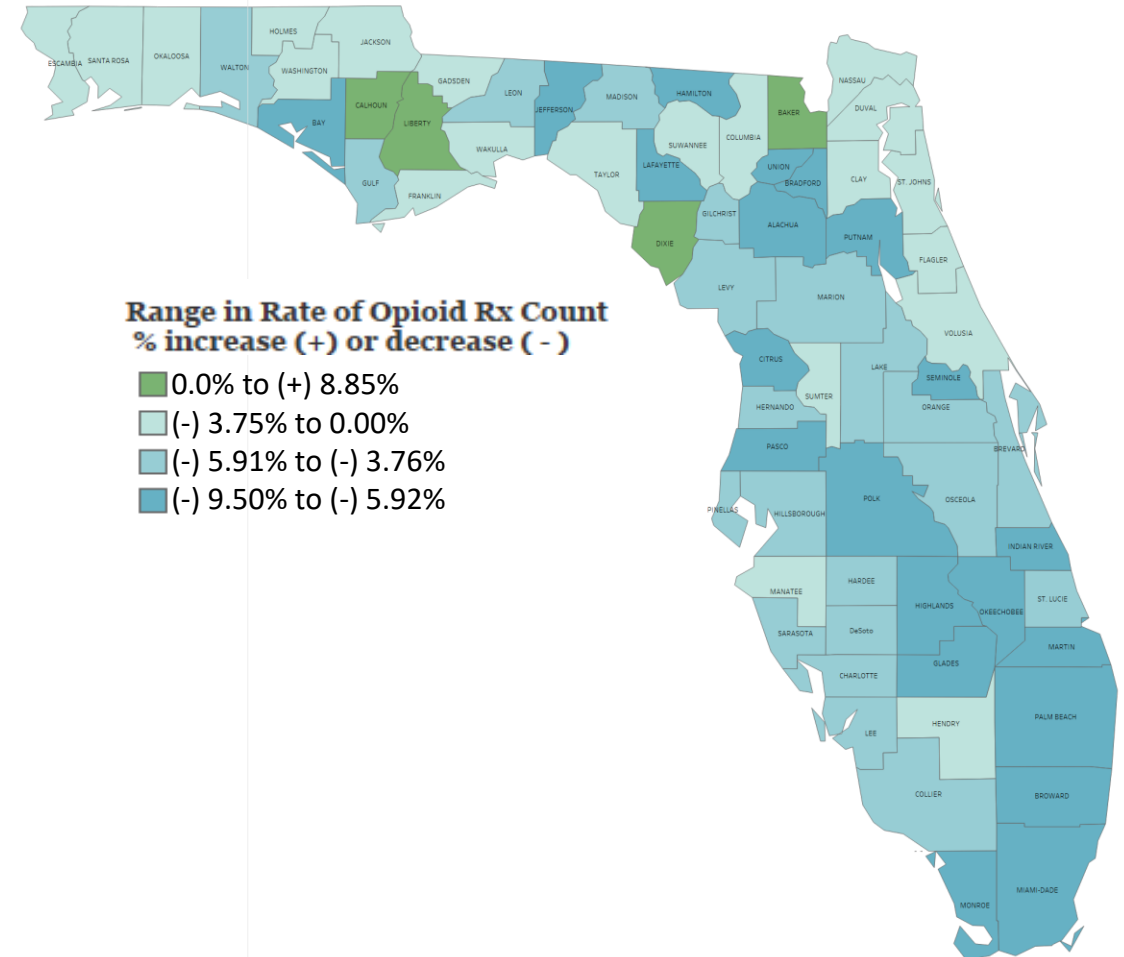 HOLMES
JACKSON
ESCAMBIA
SANTA ROSA
OKALOOSA
WALTON
WASHINGTON
GADSDEN
NASSAU
LEON
JEFFERSON
MADISON
HAMILTON
CALHOUN
BAY
LIBERTY
BAKER
DUVAL
COLUMBIA
SUWANNEE
WAKULLA
LAFAYETTE
UNION
TAYLOR
BRADFORD
CLAY
ST. JOHNS
GULF
FRANKLIN
GILCHRIST
ALACHUA
PUTNAM
DIXIE
FLAGLER
LEVY
MARION
Range in Rate of Opioid Rx Count
% increase (+) or decrease ( - )
0.0% to (+) 8.85%
(-) 3.75% to 0.00%
(-) 5.91% to (-) 3.76%
(-) 9.50% to (-) 5.92%
VOLUSIA
CITRUS
LAKE
SEMINOLE
SUMTER
HERNANDO
ORANGE
PASCO
BREVARD
POLK
OSCEOLA
PINELLAS
HILLSBOROUGH
INDIAN RIVER
MANATEE
HARDEE
HIGHLANDS
OKEECHOBEE
ST. LUCIE
SARASOTA
DeSoto
MARTIN
GLADES
CHARLOTTE
PALM BEACH
HENDRY
LEE
COLLIER
BROWARD
MIAMI-DADE
MONROE